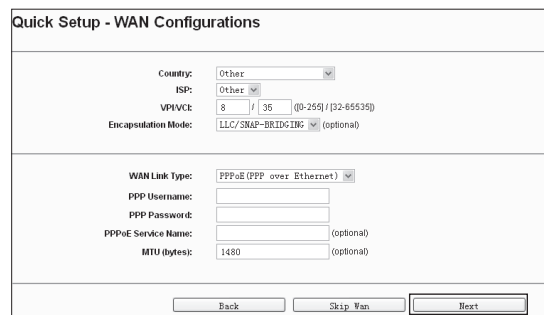 Quick Setup - WAN Configurations
Country: Other
ISP: Other
VPI/VCI: 8 / 35 ([0-255] / [32-65535])
Encapsulation Mode: LLC/SNAP-BRIDGING (optional)
WAN Link Type: PPPoE(PPP over Ethernet)
PPP Username:
PPP Password:
PPPoE Service Name: (optional)
MTU (bytes): 1480 (optional)
Back Skip Wan Next